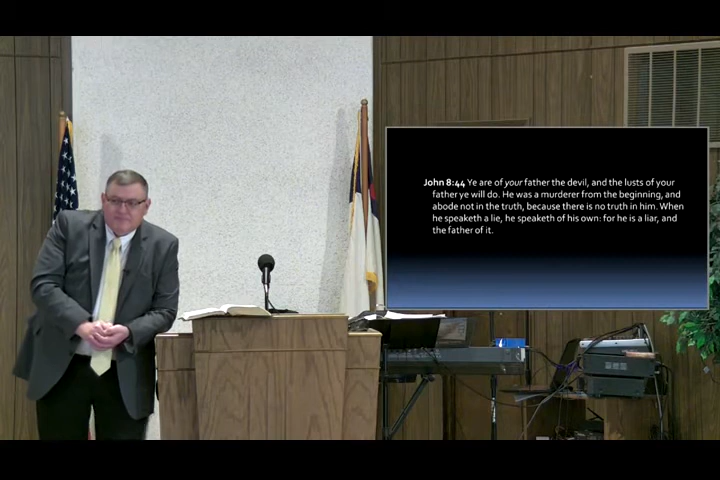 John 8:44 Ye are of your father the devil, and the lusts of your
father ye will do. He was a murderer from the beginning, and
abode not in the truth, because there is no truth in him. When
he speaketh a lie, he speaketh of his own: for he is a liar, and
the father of it.